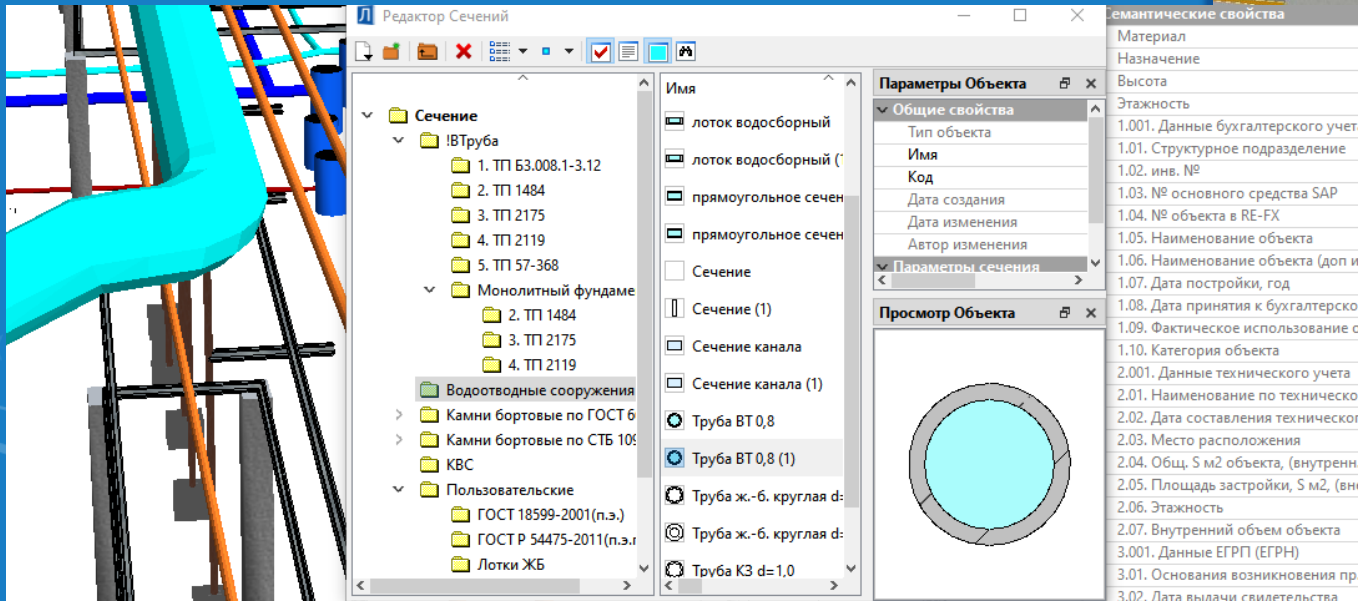 Редактор Сечений
Сечение
!ВТруба
1. ТП Б3.008.1-3.12
2. ТП 1484
3. ТП 2175
4. ТП 2119
5. ТП 57-368
Монолитный фундаме
2. ТП 1484
3. ТП 2175
4. ТП 2119
Водоотводные сооружения
Камни бортовые по ГОСТ 6
Камни бортовые по СТБ 109
КВС
Пользовательские
ГОСТ 18599-2001(п.э.)
ГОСТ Р 54475-2011(п.э.г
Лотки ЖБ
Имя
лоток водосборный
лоток водосборный (
прямоугольное сечен
прямоугольное сечен
Сечение
Сечение (1)
Сечение канала
Сечение канала (1)
Труба ВТ 0,8
Труба ВТ 0,8 (1)
Труба ж.-б. круглая d:
Труба ж.-б. круглая d:
Труба КЗ d=1,0
Параметры Объекта
Общие свойства
Тип объекта
Имя
Код
Дата создания
Дата изменения
Автор изменения
Параметры сечения
Просмотр Объекта
Семантические свойства
Материал
Назначение
Высота
Этажность
1.001. Данные бухгалтерского учет
1.01. Структурное подразделение
1.02. инв. №
1.03. № основного средства SAP
1.04. № объекта в RE-FX
1.05. Наименование объекта
1.06. Наименование объекта (доп и
1.07. Дата постройки, год
1.08. Дата принятия к бухгалтерско
1.09. Фактическое использование о
1.10. Категория объекта
2.001. Данные технического учета
2.01. Наименование по техническо
2.02. Дата составления техническог
2.03. Место расположения
2.04. Общ. S м2 объекта, (внутренн
2.05. Площадь застройки, S м2, (вн
2.06. Этажность
2.07. Внутренний объем объекта
3.001. Данные ЕГРП (ЕГРН)
3.01. Основания возникновения пр
3.02. Дата выдачи свидетельства